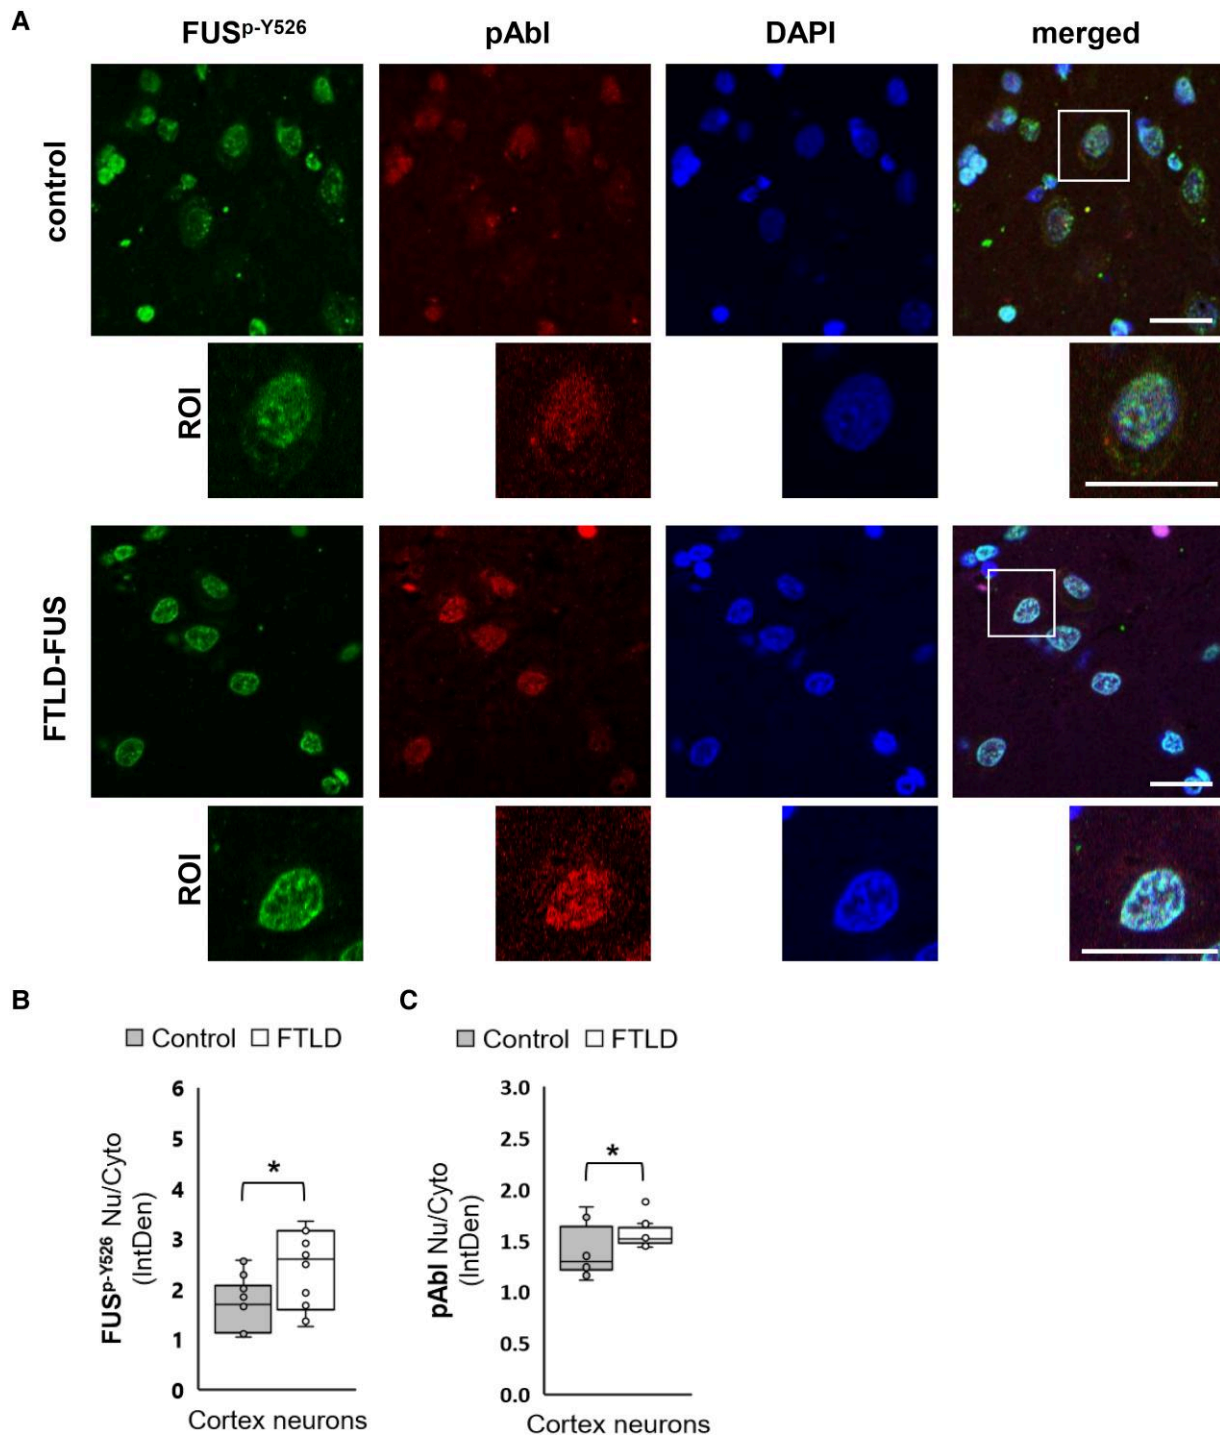 A
FUSp-Y526 pAbl DAPI merged
control
ROI
FTLD-FUS
ROI
B
Control FTLD
FUSp-Y526 Nu/Cyto
(IntDen)
6
5
4
3
2
1
0
*
Cortex neurons
C
Control FTLD
pAbl Nu/Cyto
(IntDen)
3.0
2.5
2.0
1.5
1.0
0.5
0.0
*
Cortex neurons